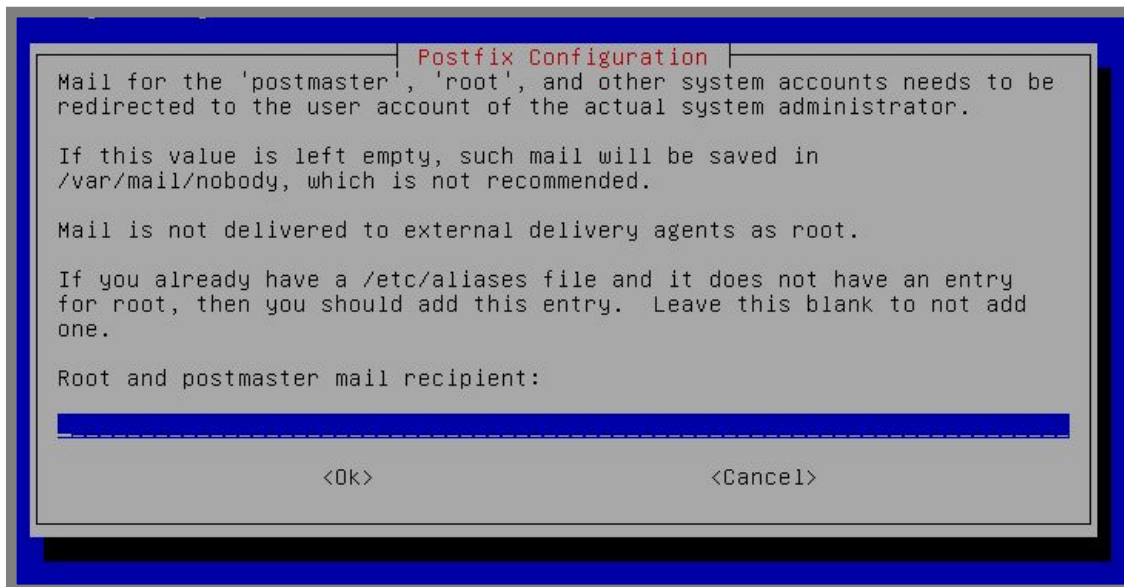 Postfix Configuration
Mail for the 'postmaster', 'root', and other system accounts needs to be
redirected to the user account of the actual system administrator.
If this value is left empty, such mail will be saved in
/var/mail/nobody, which is not recommended.
Mail is not delivered to external delivery agents as root.
If you already have a /etc/aliases file and it does not have an entry
for root, then you should add this entry.  Leave this blank to not add
one.
Root and postmaster mail recipient:
<Ok> <Cancel>